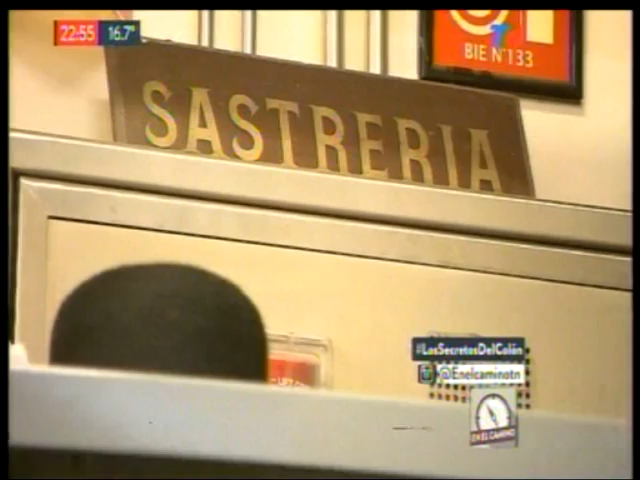 22:55 16.7°
BIE N°133
SASTRERIA
#LosSecretosDelColón
@Enelcaminotn
EN EL CAMINO